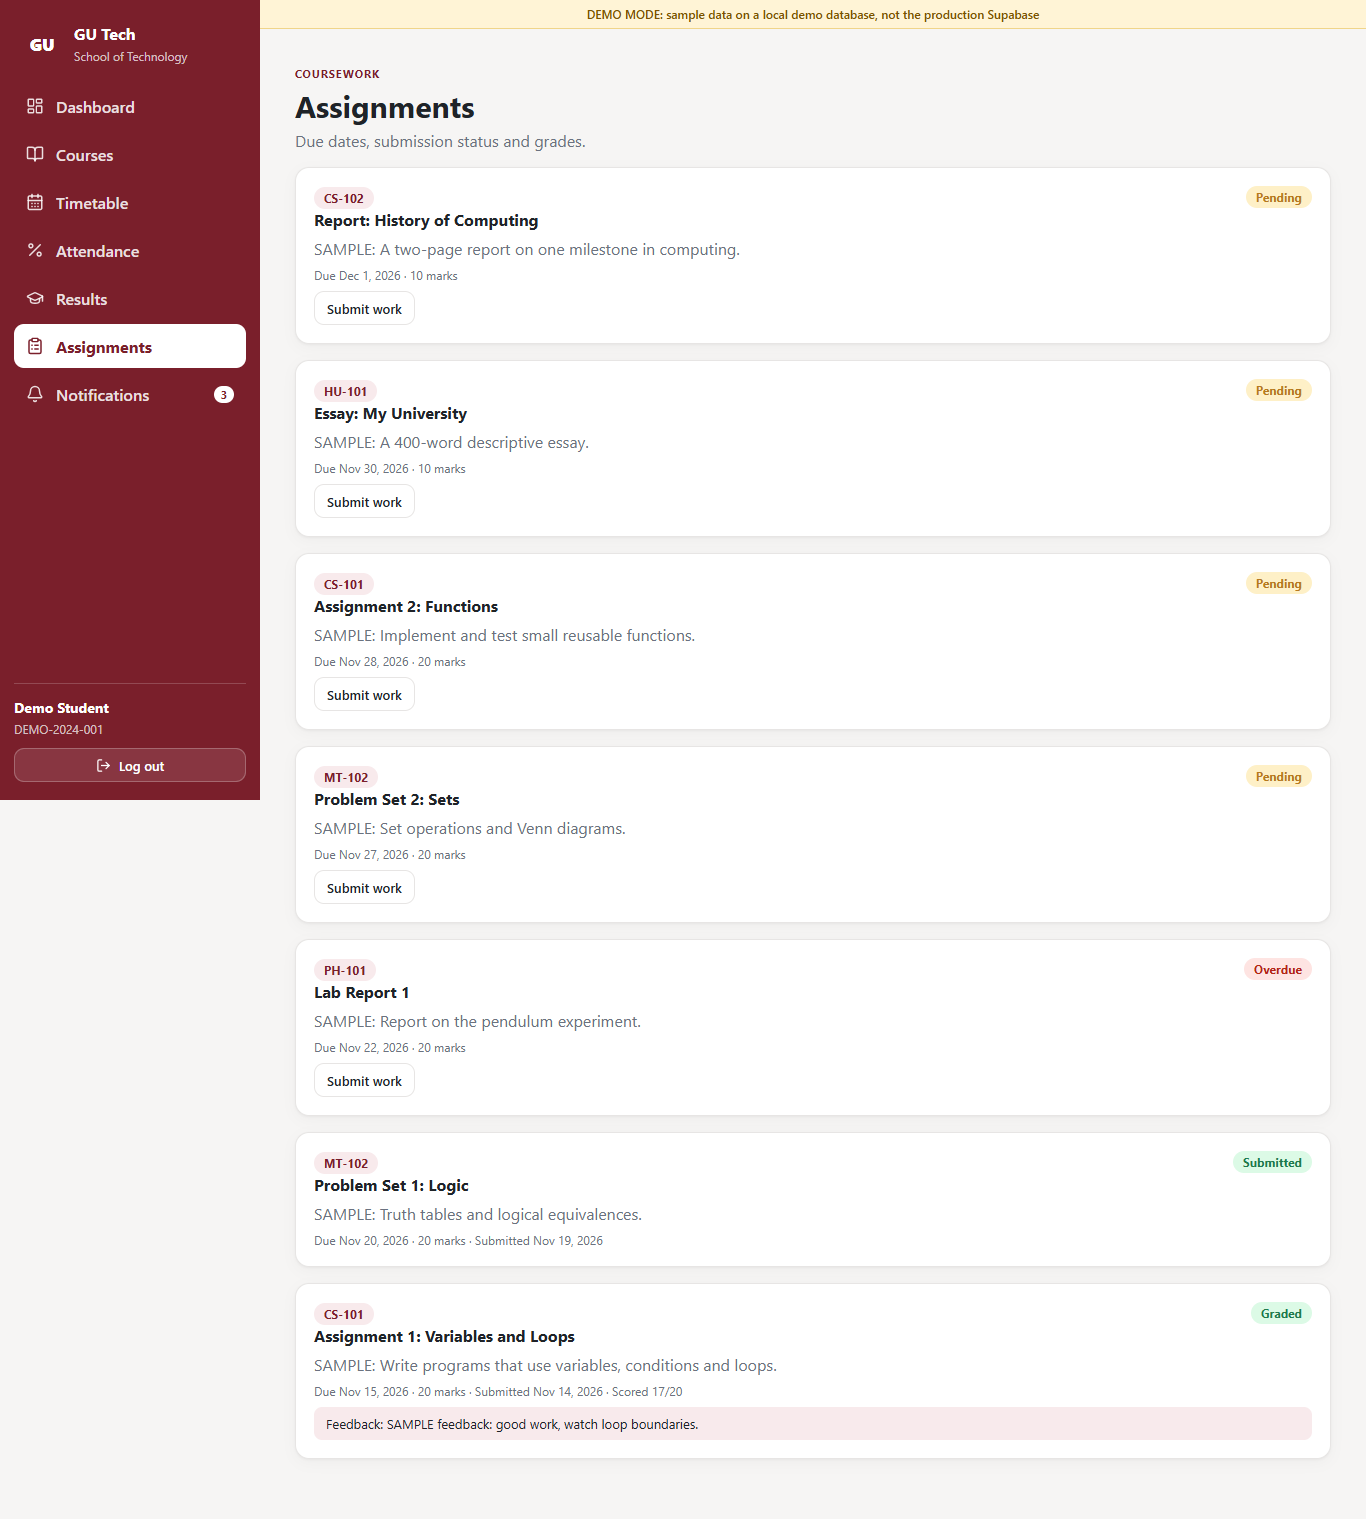 DEMO MODE: sample data on a local demo database, not the production Supabase
GU
GU Tech
School of Technology
Dashboard
Courses
Timetable
Attendance
Results
Assignments
Notifications 3
Demo Student
DEMO-2024-001
Log out
COURSEWORK
Assignments
Due dates, submission status and grades.
CS-102
Pending
Report: History of Computing
SAMPLE: A two-page report on one milestone in computing.
Due Dec 1, 2026 · 10 marks
Submit work
HU-101
Pending
Essay: My University
SAMPLE: A 400-word descriptive essay.
Due Nov 30, 2026 · 10 marks
Submit work
CS-101
Pending
Assignment 2: Functions
SAMPLE: Implement and test small reusable functions.
Due Nov 28, 2026 · 20 marks
Submit work
MT-102
Pending
Problem Set 2: Sets
SAMPLE: Set operations and Venn diagrams.
Due Nov 27, 2026 · 20 marks
Submit work
PH-101
Overdue
Lab Report 1
SAMPLE: Report on the pendulum experiment.
Due Nov 22, 2026 · 20 marks
Submit work
MT-102
Submitted
Problem Set 1: Logic
SAMPLE: Truth tables and logical equivalences.
Due Nov 20, 2026 · 20 marks · Submitted Nov 19, 2026
CS-101
Graded
Assignment 1: Variables and Loops
SAMPLE: Write programs that use variables, conditions and loops.
Due Nov 15, 2026 · 20 marks · Submitted Nov 14, 2026 · Scored 17/20
Feedback: SAMPLE feedback: good work, watch loop boundaries.